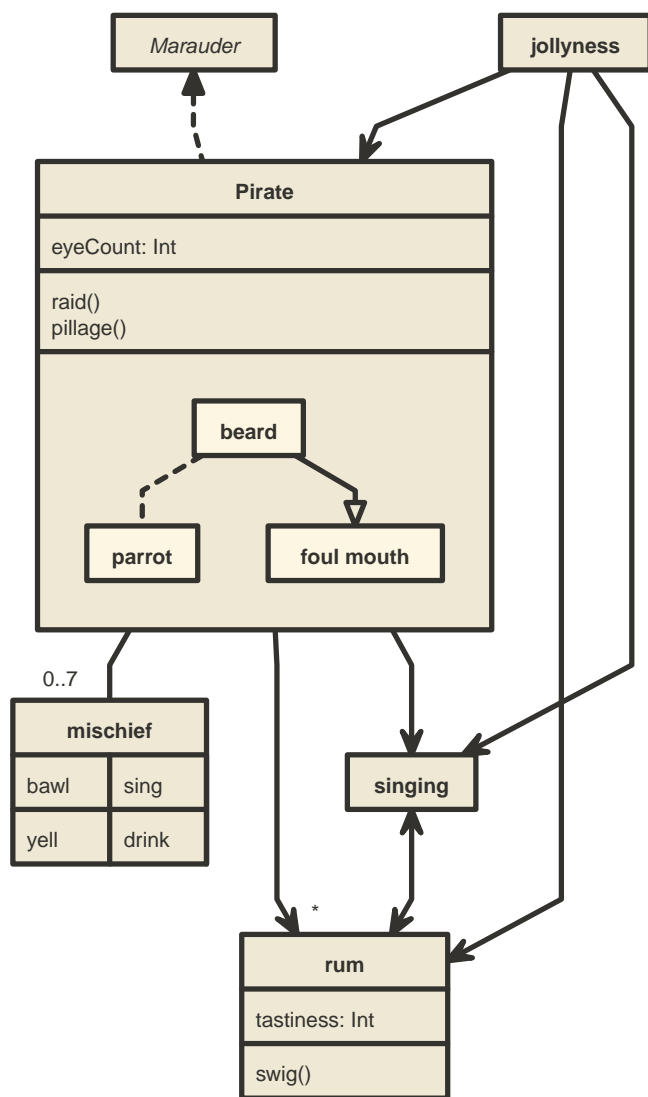 Marauder
jollyness
Pirate
eyeCount: Int
raid()
pillage()
beard
parrot
foul mouth
0..7
mischief
bawl
sing
yell
drink
singing
*
rum
tastiness: Int
swig()